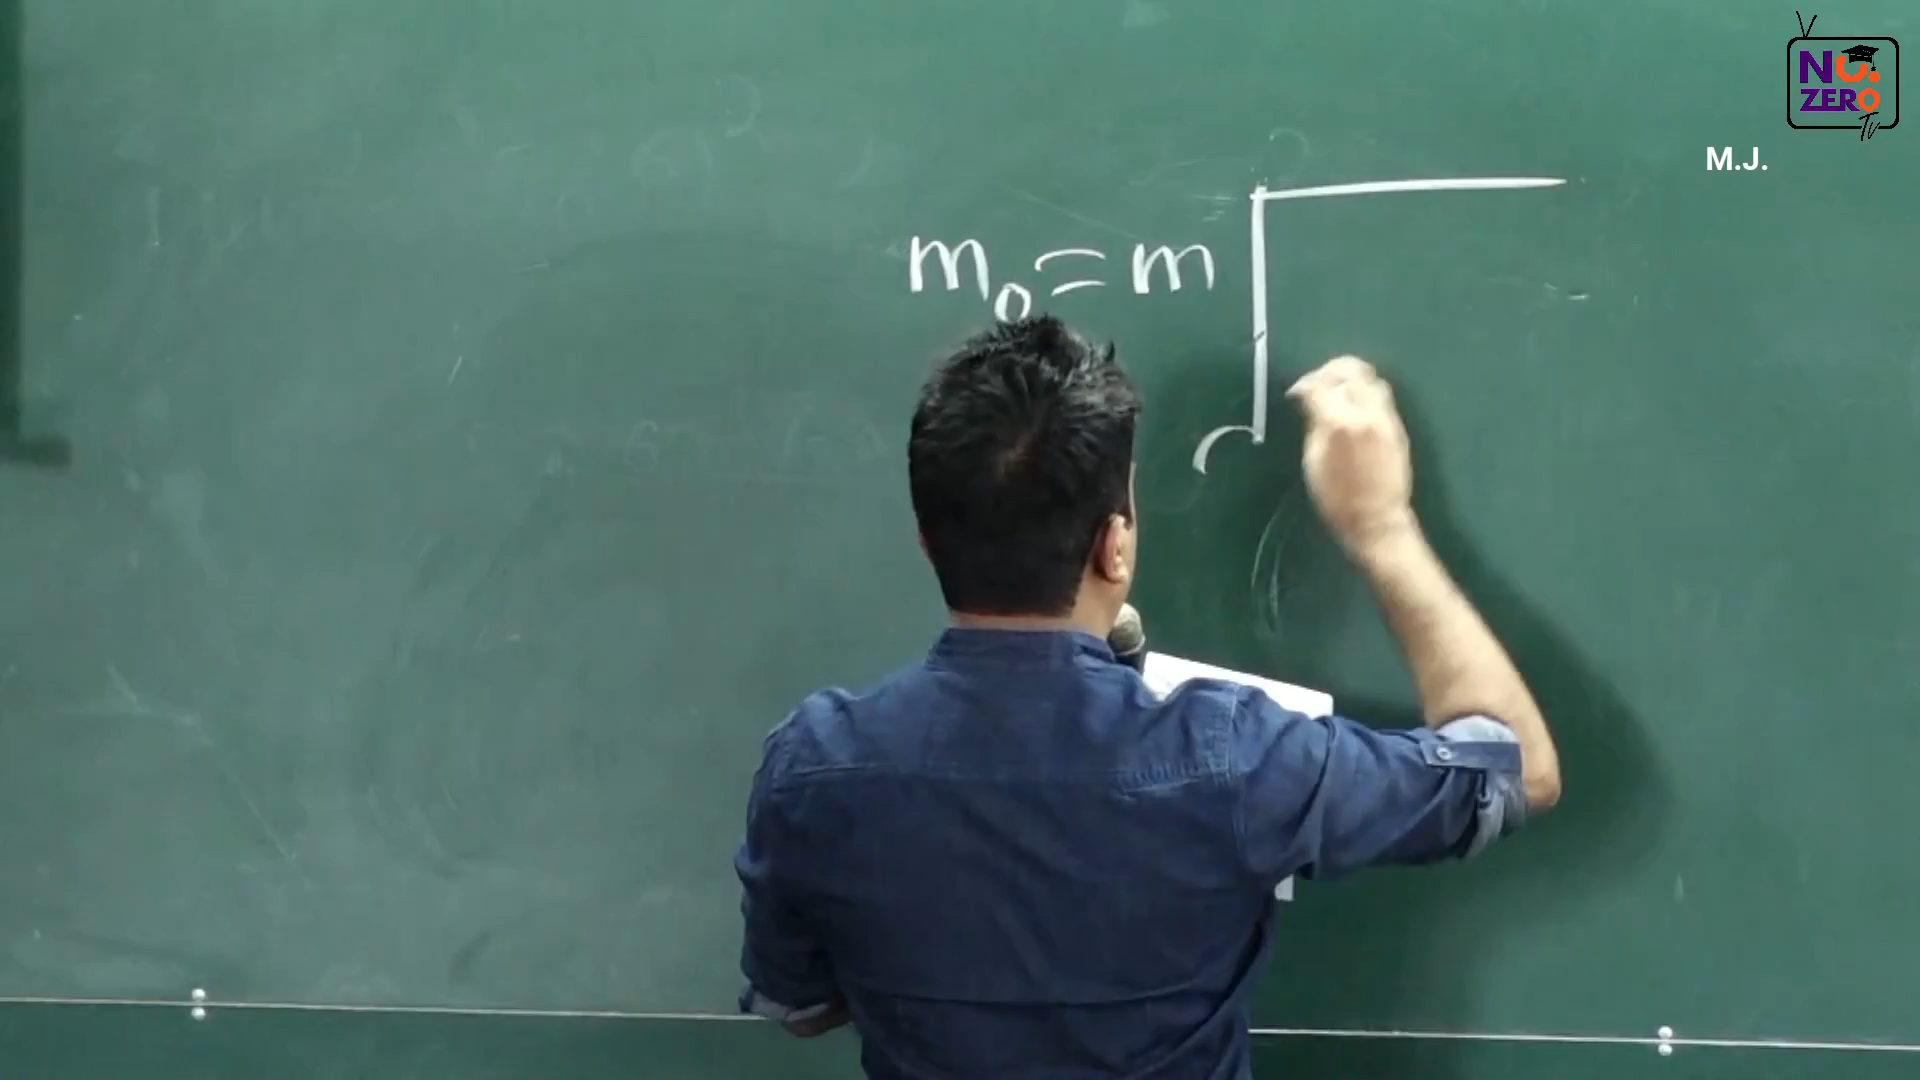 NO.
ZERO
Tv
M.J.
m₀ = m√